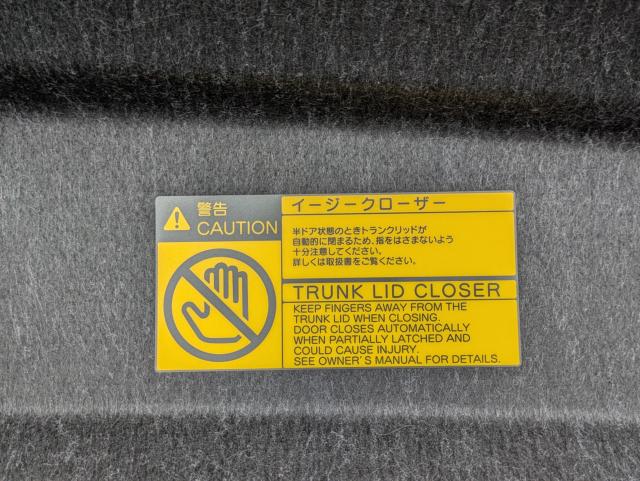 警告
CAUTION
イージークローザー
半ドア状態のときトランクリッドが
自動的に閉まるため、指をはさまないよう
十分注意してください。
詳しくは取扱書をご覧ください。
TRUNK LID CLOSER
KEEP FINGERS AWAY FROM THE
TRUNK LID WHEN CLOSING.
DOOR CLOSES AUTOMATICALLY
WHEN PARTIALLY LATCHED AND
COULD CAUSE INJURY.
SEE OWNER'S MANUAL FOR DETAILS.